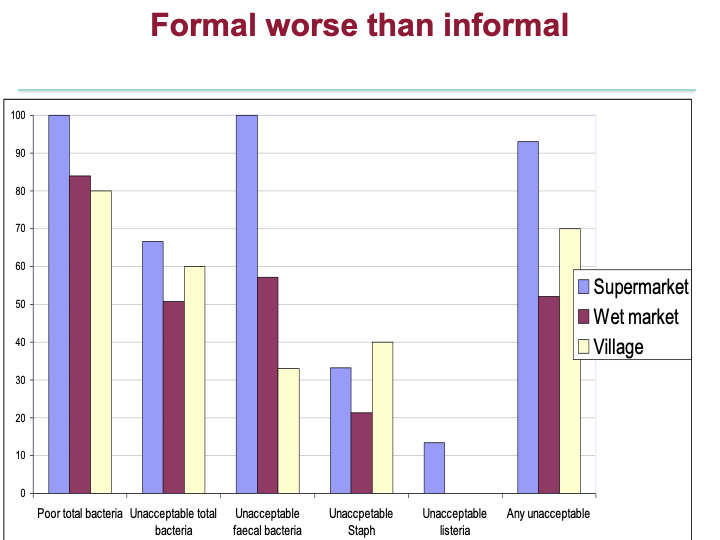 Formal worse than informal
100
90
80
70
60
50
40
30
20
10
0
Supermarket
Wet market
Village
Poor total bacteria
Unacceptable total
bacteria
Unacceptable
faecal bacteria
Unaccpetable
Staph
Unacceptable
listeria
Any unacceptable